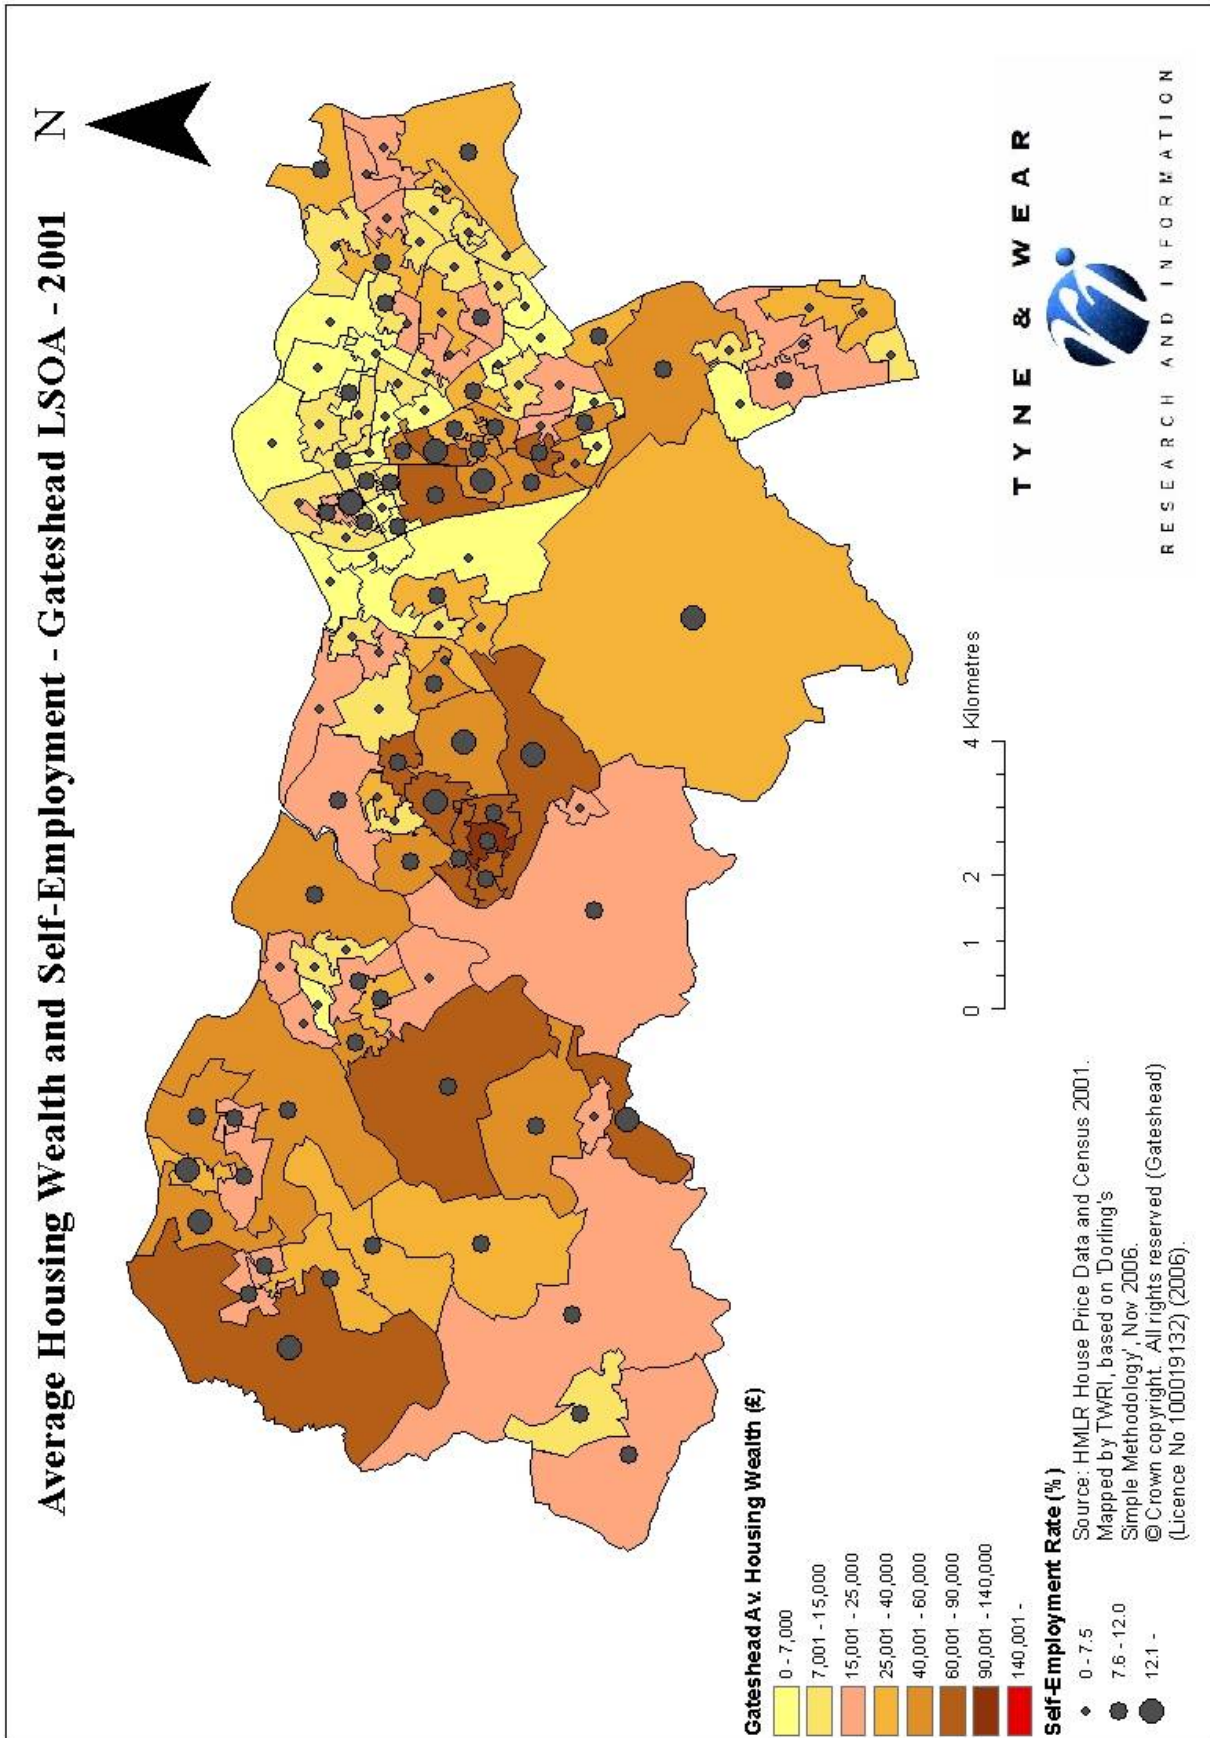 Average Housing Wealth and Self-Employment - Gateshead LSOA - 2001
N
Gateshead Av. Housing Wealth (£)
0 - 7,000
7,001 - 15,000
15,001 - 25,000
25,001 - 40,000
40,001 - 60,000
60,001 - 90,000
90,001 - 140,000
140,001 -
Self-Employment Rate (%)
0 - 7.5
7.6 - 12.0
12.1 -
Source: HMLR House Price Data and Census 2001.
Mapped by TWRI, based on 'Dorling's
Simple Methodology', Nov 2006.
© Crown copyright. All rights reserved (Gateshead)
(Licence No 100019132) (2006).
0 1 2 4 Kilometres
TYNE & WEAR
RESEARCH AND INFORMATION